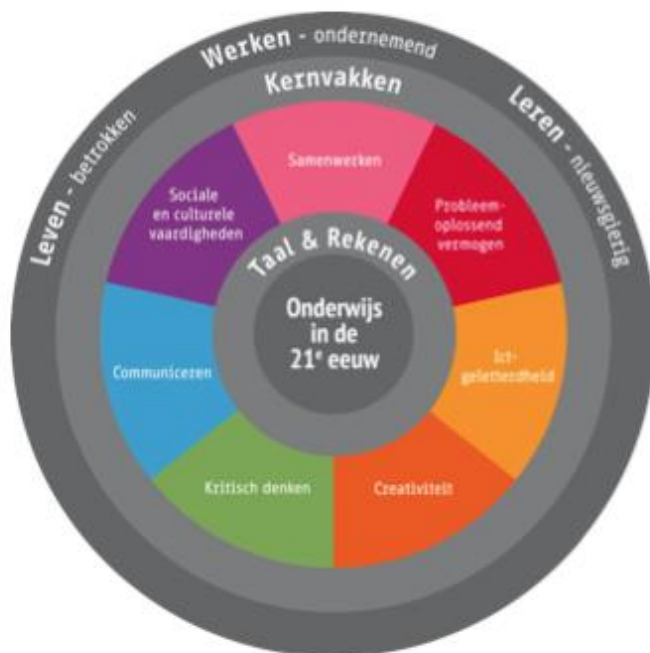 Leven - betrokken
Werken - ondernemend
Leren - nieuwsgierig
Kernvakken
Samenwerken
Probleem-
oplossend
vermogen
Ict-
geletterdheid
Creativiteit
Kritisch denken
Communiceren
Sociale
en culturele
vaardigheden
Taal & Rekenen
Onderwijs
in de
21e eeuw